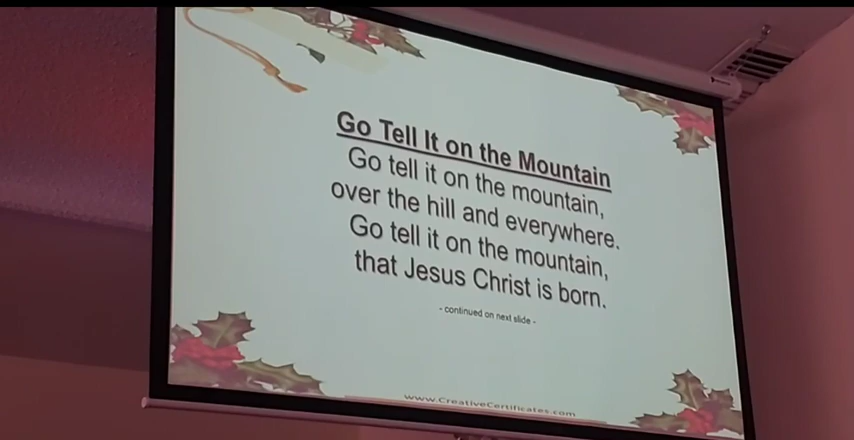 Go Tell It on the Mountain
Go tell it on the mountain,
over the hill and everywhere.
Go tell it on the mountain,
that Jesus Christ is born.
- continued on next slide -
www.CreativeCertificates.com